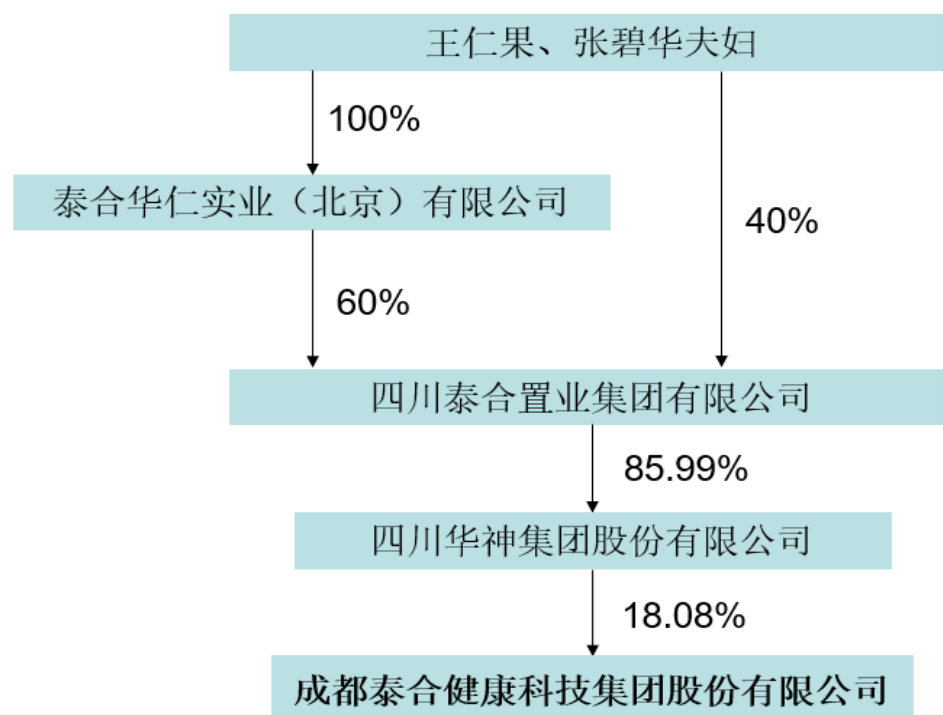 王仁果、张碧华夫妇
100%
泰合华仁实业（北京）有限公司
40%
60%
四川泰合置业集团有限公司
85.99%
四川华神集团股份有限公司
18.08%
成都泰合健康科技集团股份有限公司